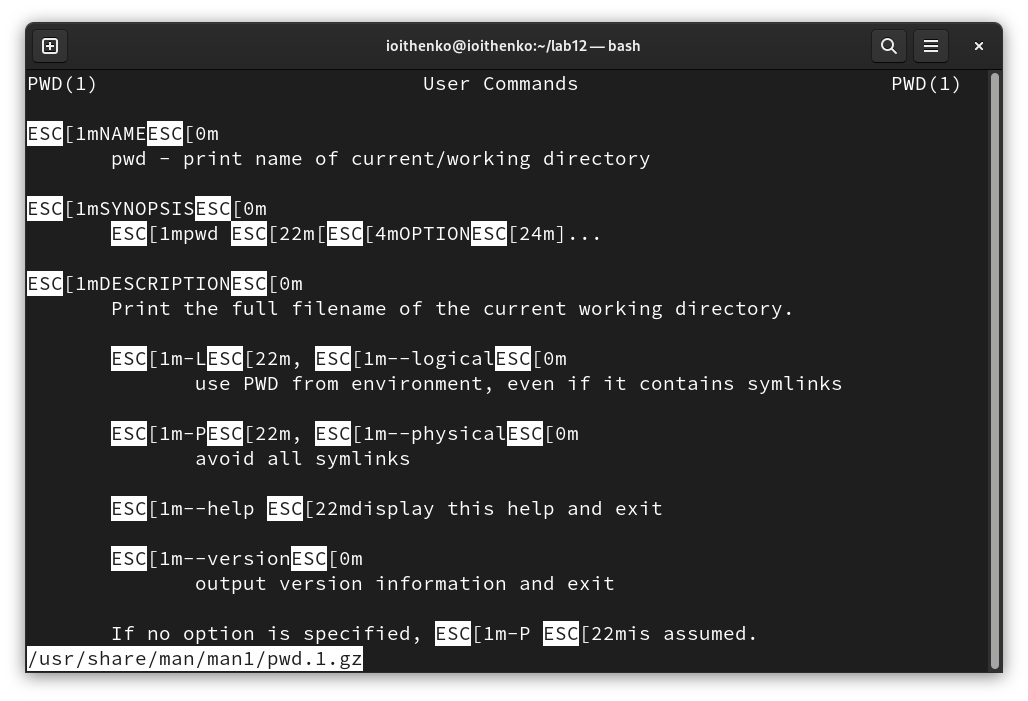 ioithenko@ioithenko:~/lab12 — bash
PWD(1) User Commands PWD(1)
ESC[1mNAMEESC[0m
pwd - print name of current/working directory
ESC[1mSYNOPSISESC[0m
ESC[1mpwd ESC[22m[ESC[4mOPTIONESC[24m]...
ESC[1mDESCRIPTIONESC[0m
Print the full filename of the current working directory.
ESC[1m-LESC[22m, ESC[1m--logicalESC[0m
use PWD from environment, even if it contains symlinks
ESC[1m-PESC[22m, ESC[1m--physicalESC[0m
avoid all symlinks
ESC[1m--help ESC[22mdisplay this help and exit
ESC[1m--versionESC[0m
output version information and exit
If no option is specified, ESC[1m-P ESC[22mis assumed.
/usr/share/man/man1/pwd.1.gz